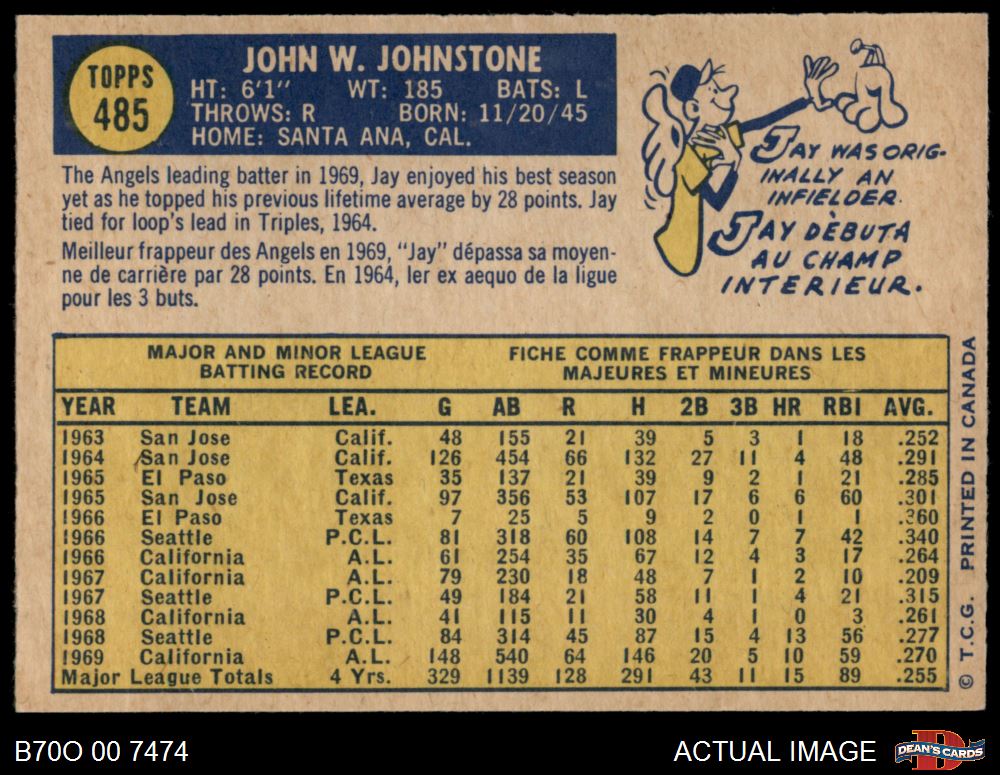 TOPPS
485
JOHN W. JOHNSTONE
HT: 6'1" WT: 185 BATS: L
THROWS: R BORN: 11/20/45
HOME: SANTA ANA, CAL.
The Angels leading batter in 1969, Jay enjoyed his best season
yet as he topped his previous lifetime average by 28 points. Jay
tied for loop's lead in Triples, 1964.
Meilleur frappeur des Angels en 1969, "Jay" dépassa sa moyen-
ne de carrière par 28 points. En 1964, ler ex aequo de la ligue
pour les 3 buts.
JAY WAS ORIG-
INALLY AN
INFIELDER.
JAY DÈBUTA
AU CHAMP
INTERIEUR.
MAJOR AND MINOR LEAGUE
BATTING RECORD
FICHE COMME FRAPPEUR DANS LES
MAJEURES ET MINEURES
YEAR TEAM LEA. G AB R H 2B 3B HR RBI AVG.
1963 San Jose Calif. 48 155 21 39 5 3 1 18 .252
1964 San Jose Calif. 126 454 66 132 27 11 4 48 .291
1965 El Paso Texas 35 137 21 39 9 2 1 21 .285
1965 San Jose Calif. 97 356 53 107 17 6 6 60 .301
1966 El Paso Texas 7 25 5 9 2 0 1 1 .360
1966 Seattle P.C.L. 81 318 60 108 14 7 7 42 .340
1966 California A.L. 61 254 35 67 12 4 3 17 .264
1967 California A.L. 79 230 18 48 7 1 2 10 .209
1967 Seattle P.C.L. 49 184 21 58 11 1 4 21 .315
1968 California A.L. 41 115 11 30 4 1 0 3 .261
1968 Seattle P.C.L. 84 314 45 87 15 4 13 56 .277
1969 California A.L. 148 540 64 146 20 5 10 59 .270
Major League Totals 4 Yrs. 329 1139 128 291 43 11 15 89 .255
© T.C.G. PRINTED IN CANADA
B70O 00 7474
ACTUAL IMAGE
D
DEAN'S CARDS